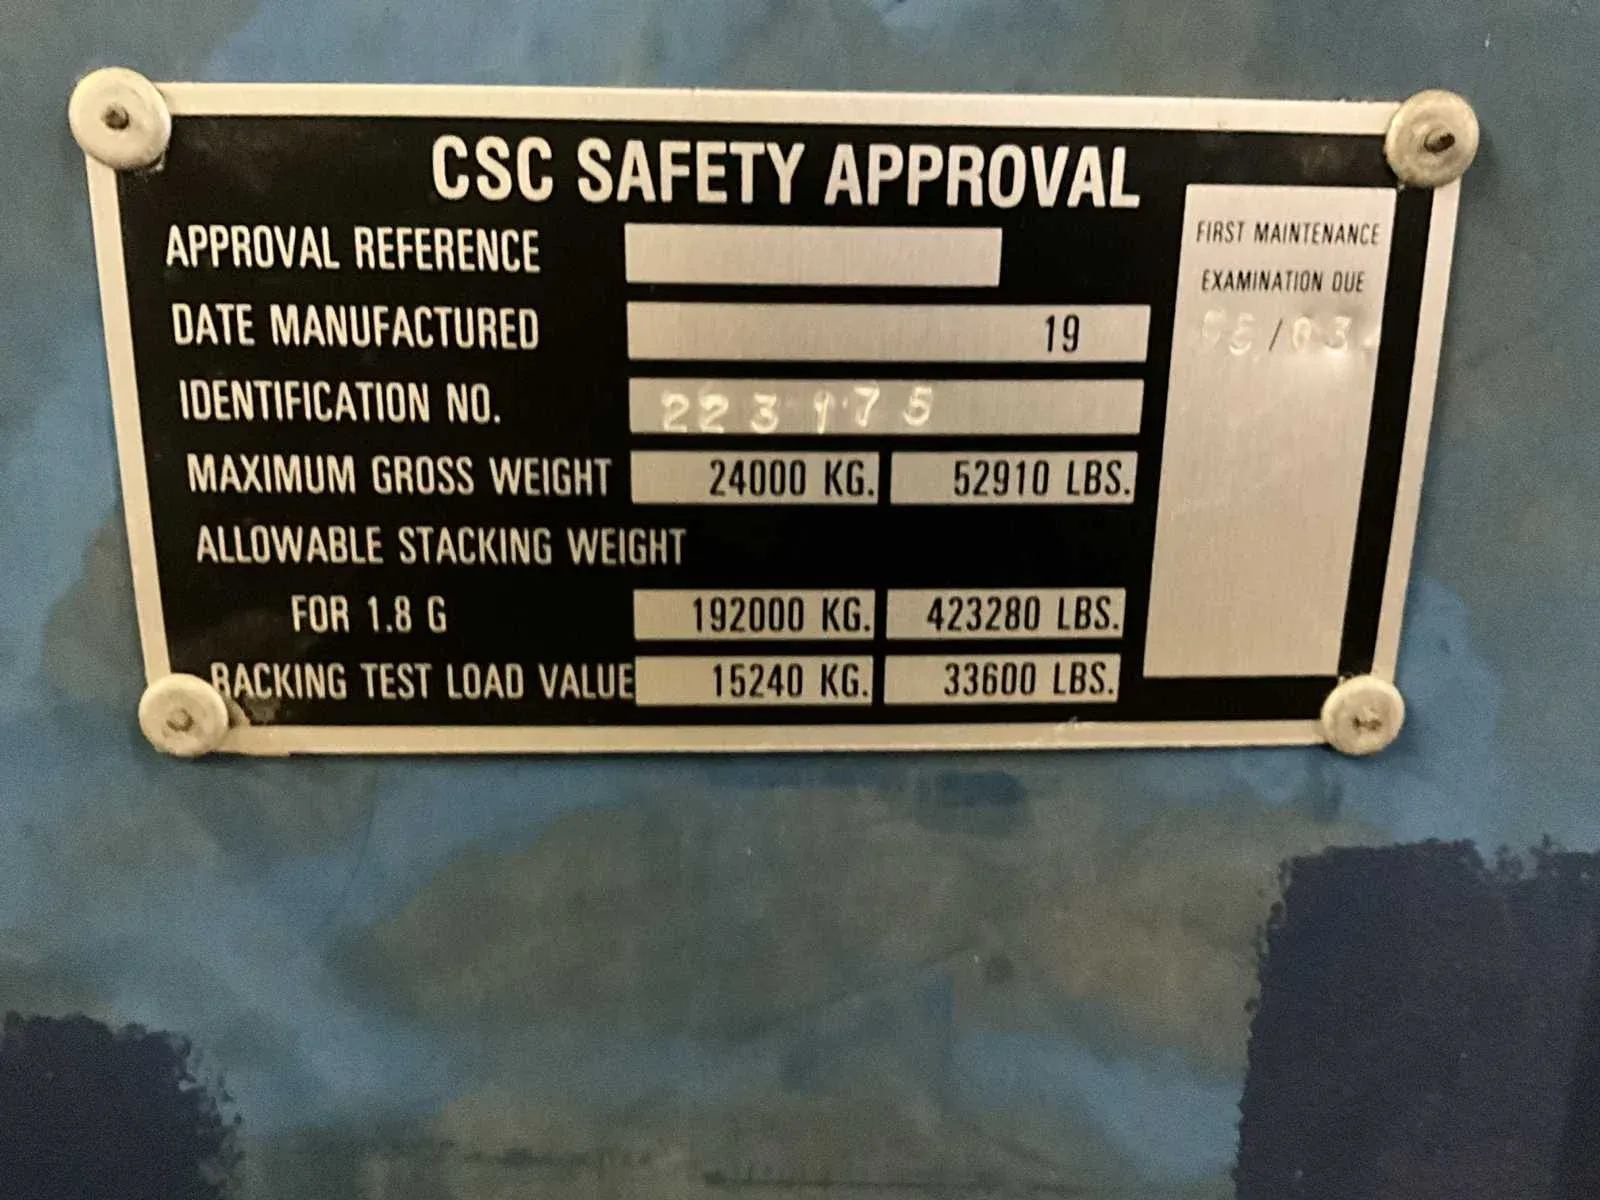 CSC SAFETY APPROVAL
APPROVAL REFERENCE
DATE MANUFACTURED 19
IDENTIFICATION NO. 223175
MAXIMUM GROSS WEIGHT 24000 KG. 52910 LBS.
ALLOWABLE STACKING WEIGHT
FOR 1.8 G 192000 KG. 423280 LBS.
RACKING TEST LOAD VALUE 15240 KG. 33600 LBS.
FIRST MAINTENANCE
EXAMINATION DUE